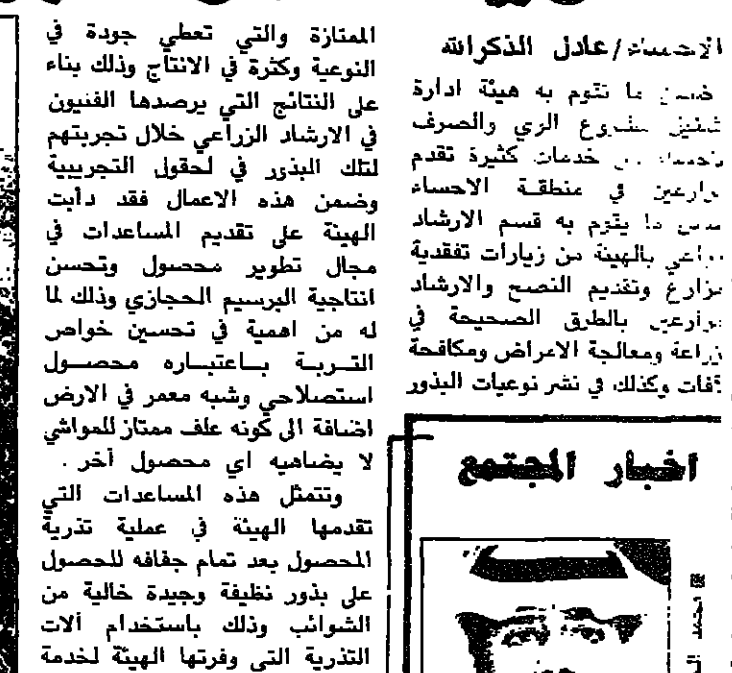 الاحساء/عادل الذكرالله
ضمن ما تقوم به هيئة ادارة
مشروع الري والصرف
خدمات كثيرة تقدم
في منطقة الاحساء
ما يقوم به قسم الارشاد
بالهيئة من زيارات تفقدية
وتقديم النصح والارشاد
بالطرق الصحيحة في
ومعالجة الامراض ومكافحة
وكذلك في نشر نوعيات البذور
الممتازة والتي تعطي جودة في
النوعية وكثرة في الانتاج وذلك بناء
على النتائج التي يرصدها الفنيون
في الارشاد الزراعي خلال تجربتهم
لتلك البذور في لحقول التجريبية
وضمن هذه الاعمال فقد دأبت
الهيئة على تقديم المساعدات في
مجال تطوير محصول وتحسن
انتاجية البرسيم الحجازي وذلك لما
له من اهمية في تحسين خواص
التربة باعتباره محصول
استصلاحي وشبه معمر في الارض
اضافة الى كونه علف ممتاز للمواشي
لا يضاهيه اي محصول آخر .
وتتمثل هذه المساعدات التي
تقدمها الهيئة في عملية تذرية
المحصول بعد تمام جفافه للحصول
على بذور نظيفة وجيدة خالية من
الشوائب وذلك باستخدام آلات
التذرية التي وفرتها الهيئة لخدمة
اخبار المجتمع